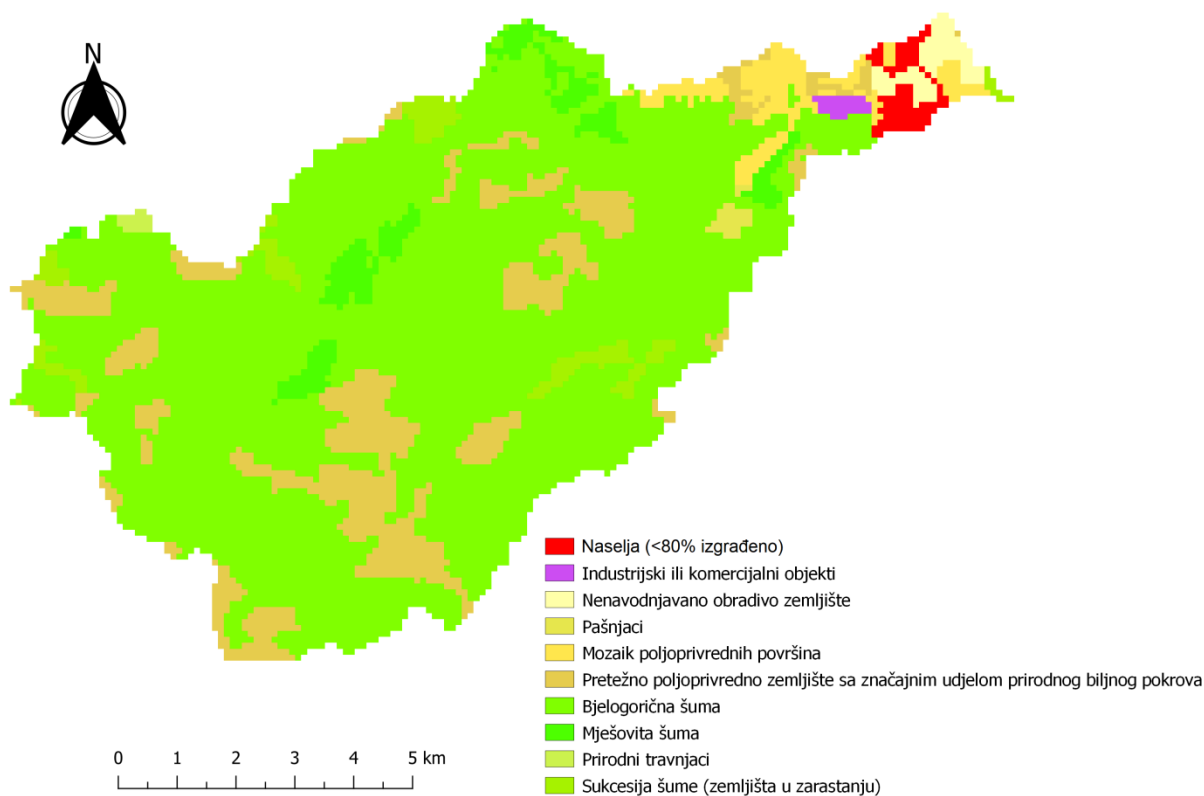 N
Naselja (<80% izgrađeno)
Industrijski ili komercijalni objekti
Nenavodnjavano obradivo zemljište
Pašnjaci
Mozaik poljoprivrednih površina
Pretežno poljoprivredno zemljište sa značajnim udjelom prirodnog biljnog pokrova
Bjelogorična šuma
Mješovita šuma
Prirodni travnjaci
Sukcesija šume (zemljišta u zarastanju)
0 1 2 3 4 5 km